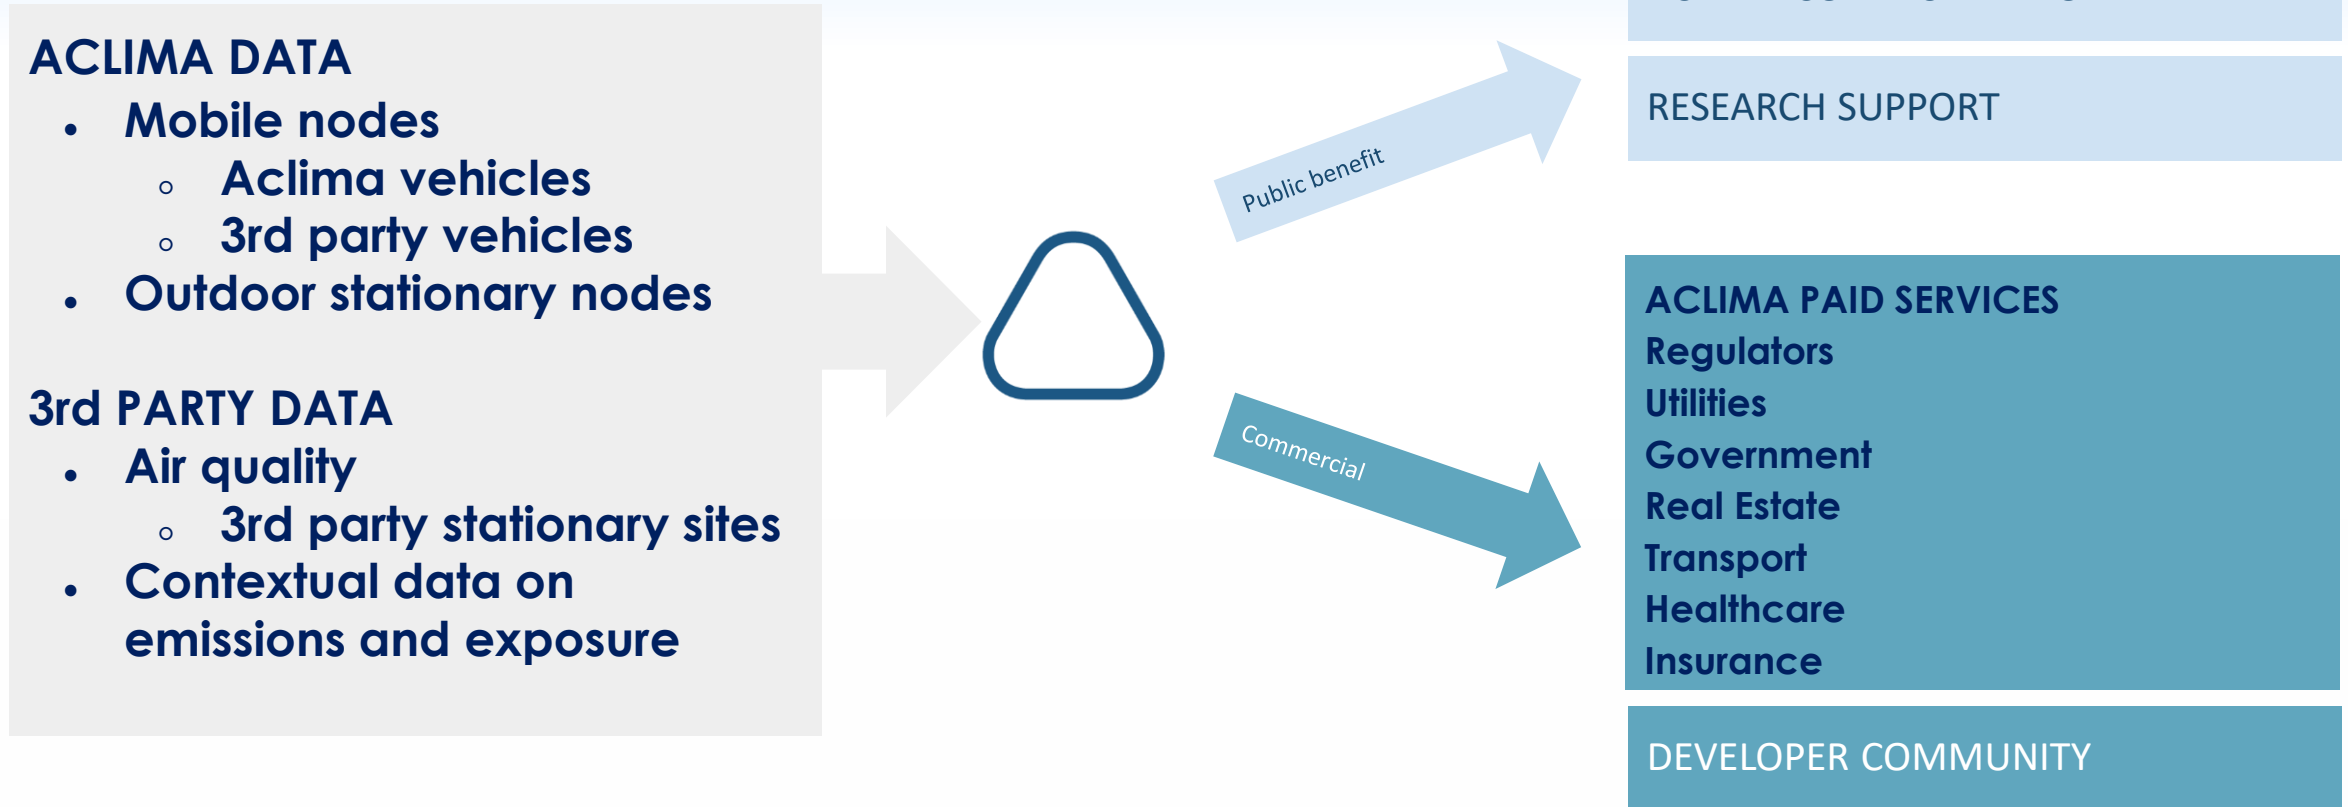 ACLIMA DATA
• Mobile nodes
○ Aclima vehicles
○ 3rd party vehicles
• Outdoor stationary nodes
3rd PARTY DATA
• Air quality
○ 3rd party stationary sites
• Contextual data on
emissions and exposure
Public benefit
Commercial
RESEARCH SUPPORT
ACLIMA PAID SERVICES
Regulators
Utilities
Government
Real Estate
Transport
Healthcare
Insurance
DEVELOPER COMMUNITY